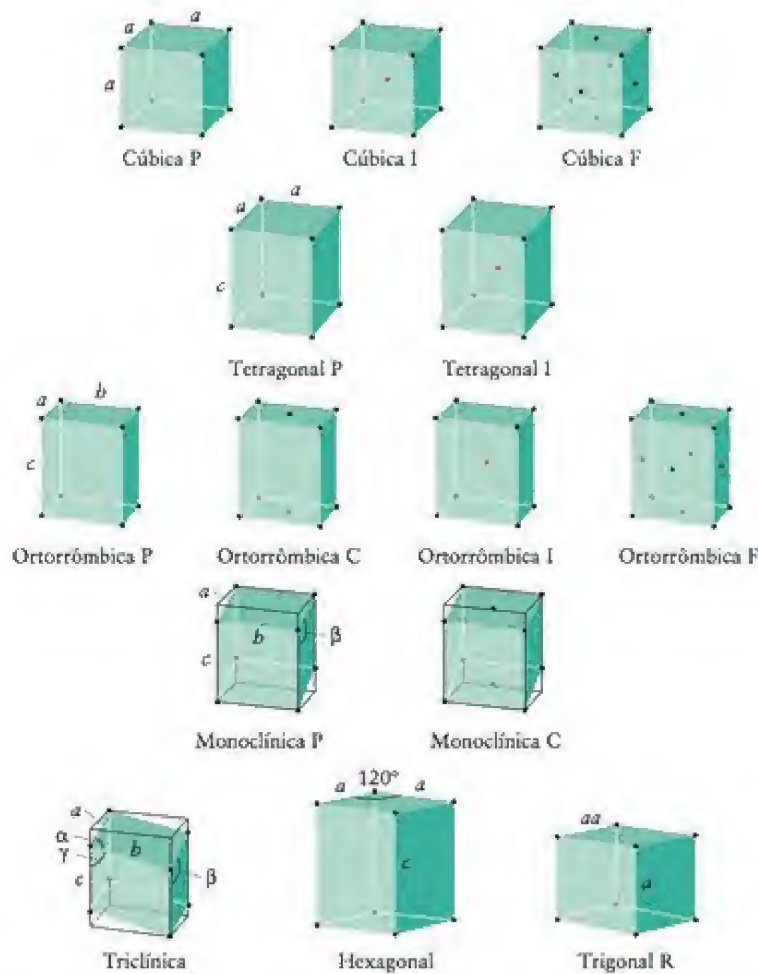 a a
a
Cúbica P Cúbica I Cúbica F
a
a
c
Tetragonal P Tetragonal I
a b
c
Ortorrômbica P Ortorrômbica C Ortorrômbica I Ortorrômbica F
a
b β
c
Monoclínica P Monoclínica C
120°
a a a
aa
α
γ b
c β c a
Triclínica Hexagonal Trigonal R